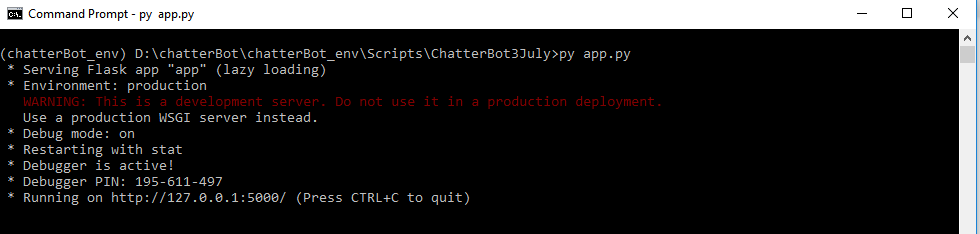 Command Prompt - py app.py
(chatterBot_env) D:\chatterBot\chatterBot_env\Scripts\ChatterBot3July>py app.py
 * Serving Flask app "app" (lazy loading)
 * Environment: production
   WARNING: This is a development server. Do not use it in a production deployment.
   Use a production WSGI server instead.
 * Debug mode: on
 * Restarting with stat
 * Debugger is active!
 * Debugger PIN: 195-611-497
 * Running on http://127.0.0.1:5000/ (Press CTRL+C to quit)